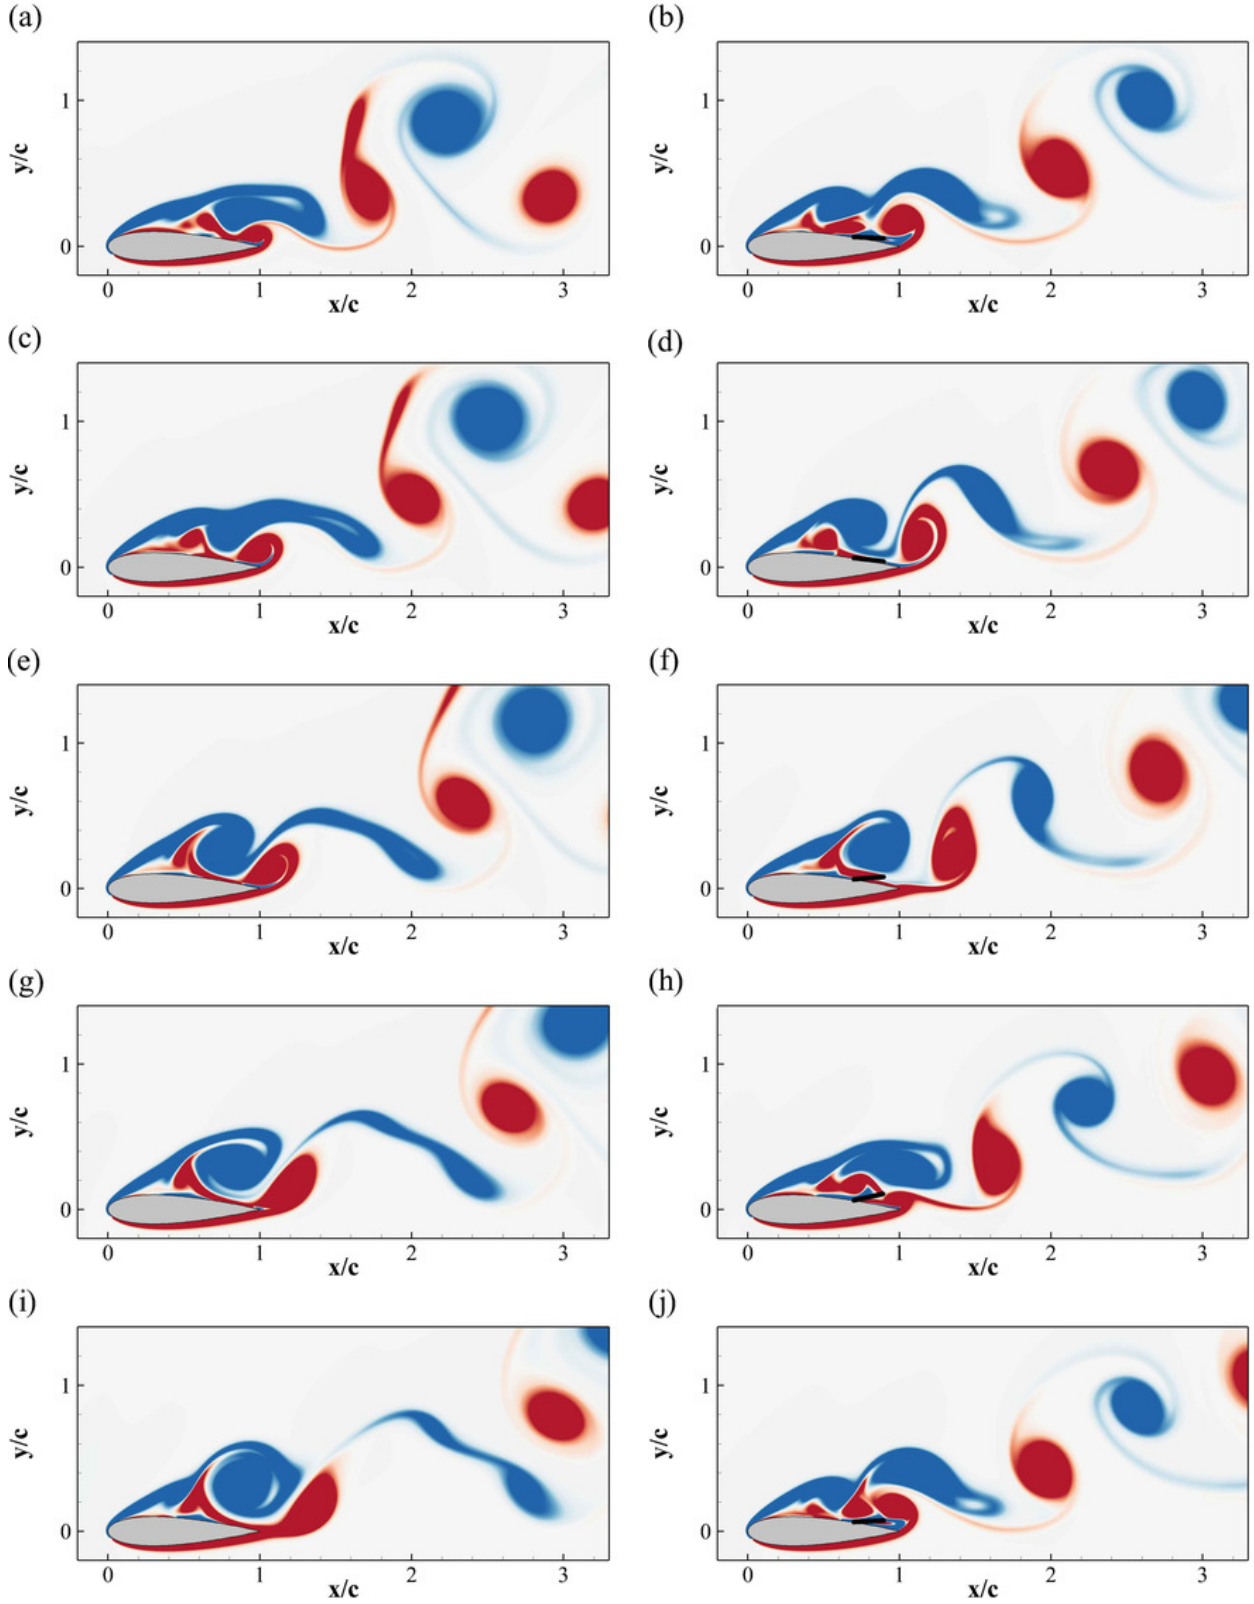 (a) (b)
y/c 1 0 y/c 1 0
0 1 2 3 0 1 2 3
x/c x/c
(c) (d)
y/c 1 0 y/c 1 0
0 1 2 3 0 1 2 3
x/c x/c
(e) (f)
y/c 1 0 y/c 1 0
0 1 2 3 0 1 2 3
x/c x/c
(g) (h)
y/c 1 0 y/c 1 0
0 1 2 3 0 1 2 3
x/c x/c
(i) (j)
y/c 1 0 y/c 1 0
0 1 2 3 0 1 2 3
x/c x/c